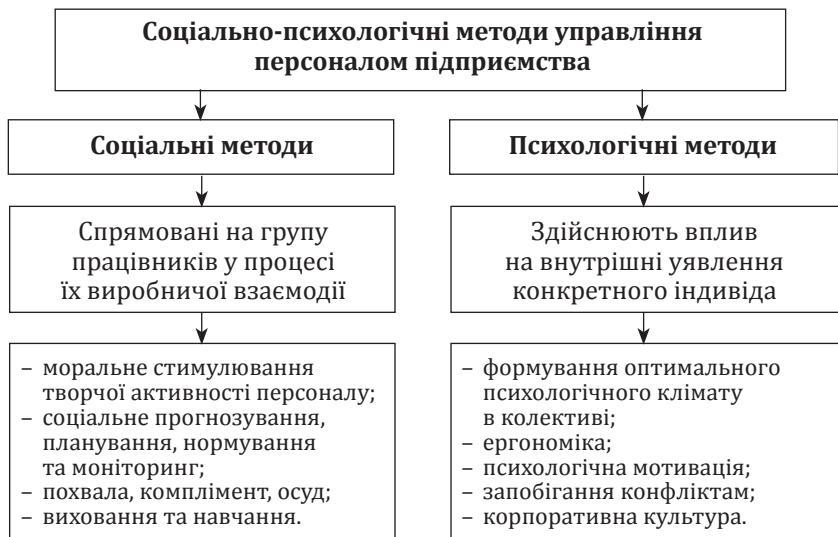 Соціально-психологічні методи управління
персоналом підприємства
Соціальні методи
Спрямовані на групу
працівників у процесі
їх виробничої взаємодії
– моральне стимулювання
творчої активності персоналу;
– соціальне прогнозування,
планування, нормування
та моніторинг;
– похвала, комплімент, осуд;
– виховання та навчання.
Психологічні методи
Здійснюють вплив
на внутрішні уявлення
конкретного індивіда
– формування оптимального
психологічного клімату
в колективі;
– ергономіка;
– психологічна мотивація;
– запобігання конфліктам;
– корпоративна культура.